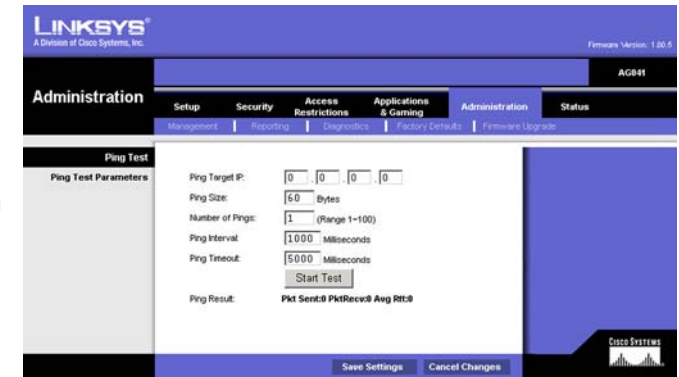 LINKSYS®
A Division of Cisco Systems, Inc.
Firmware Version: 1.00.5
AG041
Administration
Setup Security Access Restrictions Applications & Gaming Administration Status
Management | Reporting | Diagnostics | Factory Defaults | Firmware Upgrade
Ping Test
Ping Test Parameters
Ping Target IP: 0 . 0 . 0 . 0
Ping Size: 60 Bytes
Number of Pings: 1 (Range 1~100)
Ping Interval: 1000 Milliseconds
Ping Timeout: 5000 Milliseconds
Start Test
Ping Result: Pkt Sent:0 PktRecv:0 Avg Rtt:0
CISCO SYSTEMS
Save Settings Cancel Changes